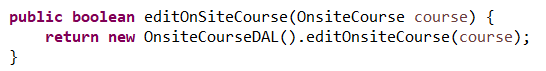 public boolean editOnSiteCourse(OnsiteCourse course) {
    return new OnsiteCourseDAL().editOnsiteCourse(course);
}